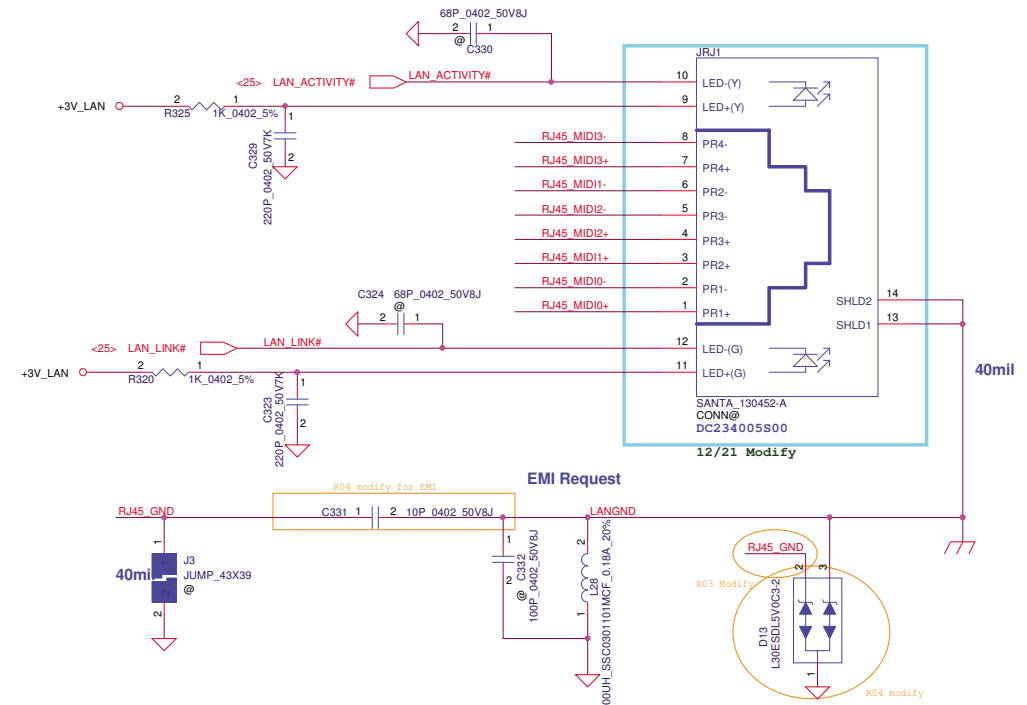 68P_0402_50V8J
2 1
@
C330
JRJ1
<25> LAN_ACTIVITY# LAN_ACTIVITY# 10 LED-(Y)
+3V_LAN 2 1 9 LED+(Y)
R325 1K_0402_5%
1
C329
220P_0402_50V7K
2
RJ45_MIDI3- 8 PR4-
RJ45_MIDI3+ 7 PR4+
RJ45_MIDI1- 6 PR2-
RJ45_MIDI2- 5 PR3-
RJ45_MIDI2+ 4 PR3+
RJ45_MIDI1+ 3 PR2+
RJ45_MIDI0- 2 PR1-
RJ45_MIDI0+ 1 PR1+
SHLD2 14
SHLD1 13
C324 68P_0402_50V8J
@
2 1
<25> LAN_LINK# LAN_LINK# 12 LED-(G)
+3V_LAN 2 1 11 LED+(G)
R320 1K_0402_5%
40mil
1
C323
220P_0402_50V7K
2
SANTA_130452-A
CONN@
DC234005S00
12/21 Modify
EMI Request
R04 modify for EMI
RJ45_GND C331 1 2 10P_0402_50V8J LANGND
1
J3
40mil JUMP_43X39
@
1
2
2
1
C332
100P_0402_50V8J
2
@
2
L28
00UH_SSC0301101MCF_0.18A_20%
1
RJ45_GND
R03 Modify
2 3
D13
L30ESDL5V0C3-2
1
R04 modify